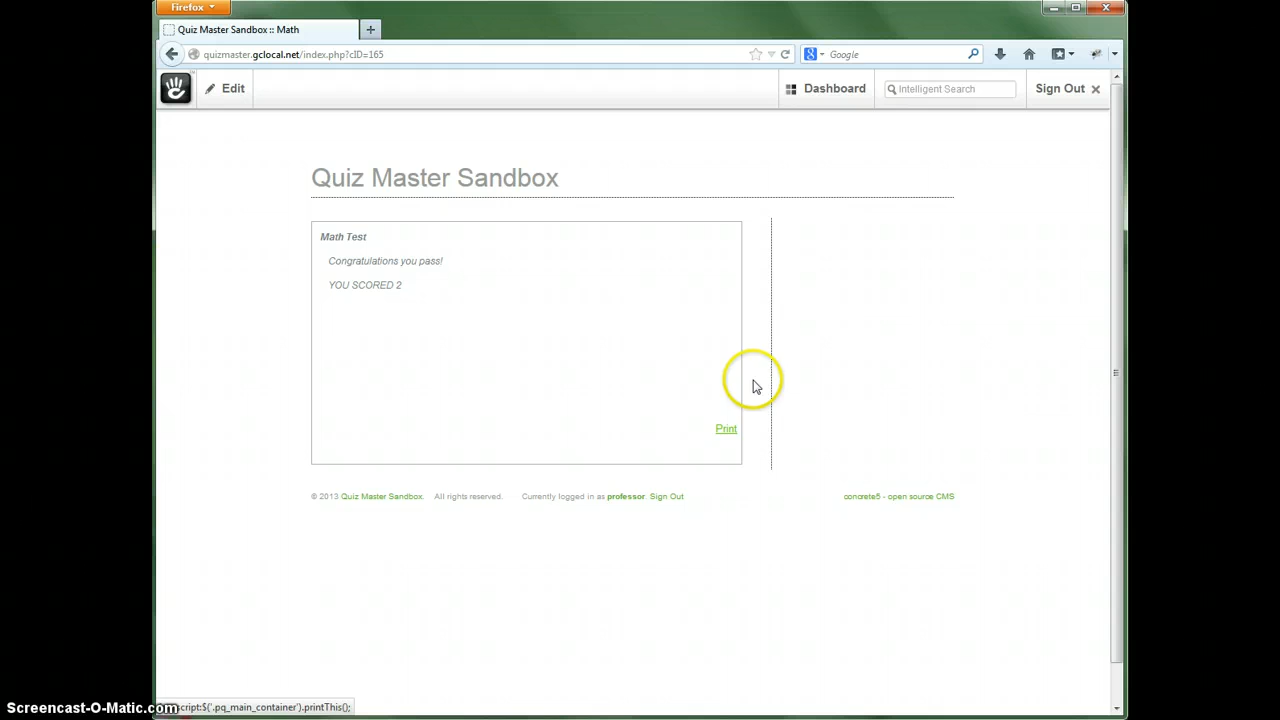 Firefox
Quiz Master Sandbox :: Math
quizmaster.gclocal.net/index.php?cID=165
Google
Edit
Dashboard
Intelligent Search
Sign Out
Quiz Master Sandbox
Math Test
Congratulations you pass!
YOU SCORED 2
Print
© 2013 Quiz Master Sandbox. All rights reserved. Currently logged in as professor. Sign Out
concrete5 - open source CMS
Screencast-O-Matic.com
cript:$('.pq_main_container').printThis();